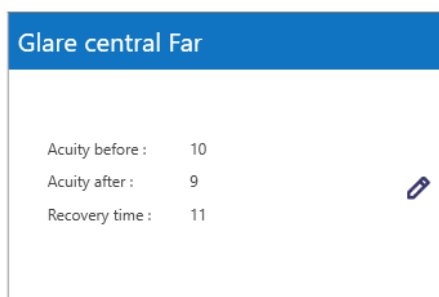 Glare central Far
Acuity before : 10
Acuity after : 9
Recovery time : 11